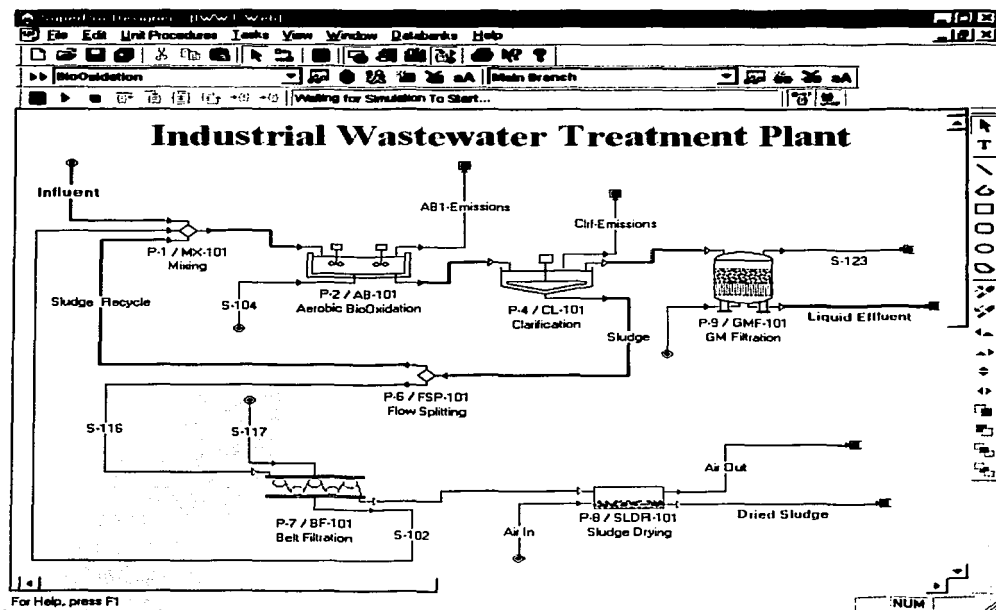 SuperPro Designer - [IWWT Web]
File Edit Unit Procedures Tasks View Window Databanks Help
BioOxidation Main Branch
Waiting for Simulation To Start...
Industrial Wastewater Treatment Plant
Influent
AB1-Emissions
Clrf-Emissions
P-1 / MX-101
Mixing
S-123
Sludge Recycle
S-104
P-2 / AB-101
Aerobic BioOxidation
P-4 / CL-101
Clarification
Sludge
P-9 / GMF-101
GM Filtration
Liquid Effluent
P-6 / FSP-101
Flow Splitting
S-116
S-117
Air Out
P-7 / BF-101
Belt Filtration
S-102
Air In
P-8 / SLDR-101
Sludge Drying
Dried Sludge
For Help, press F1
NUM